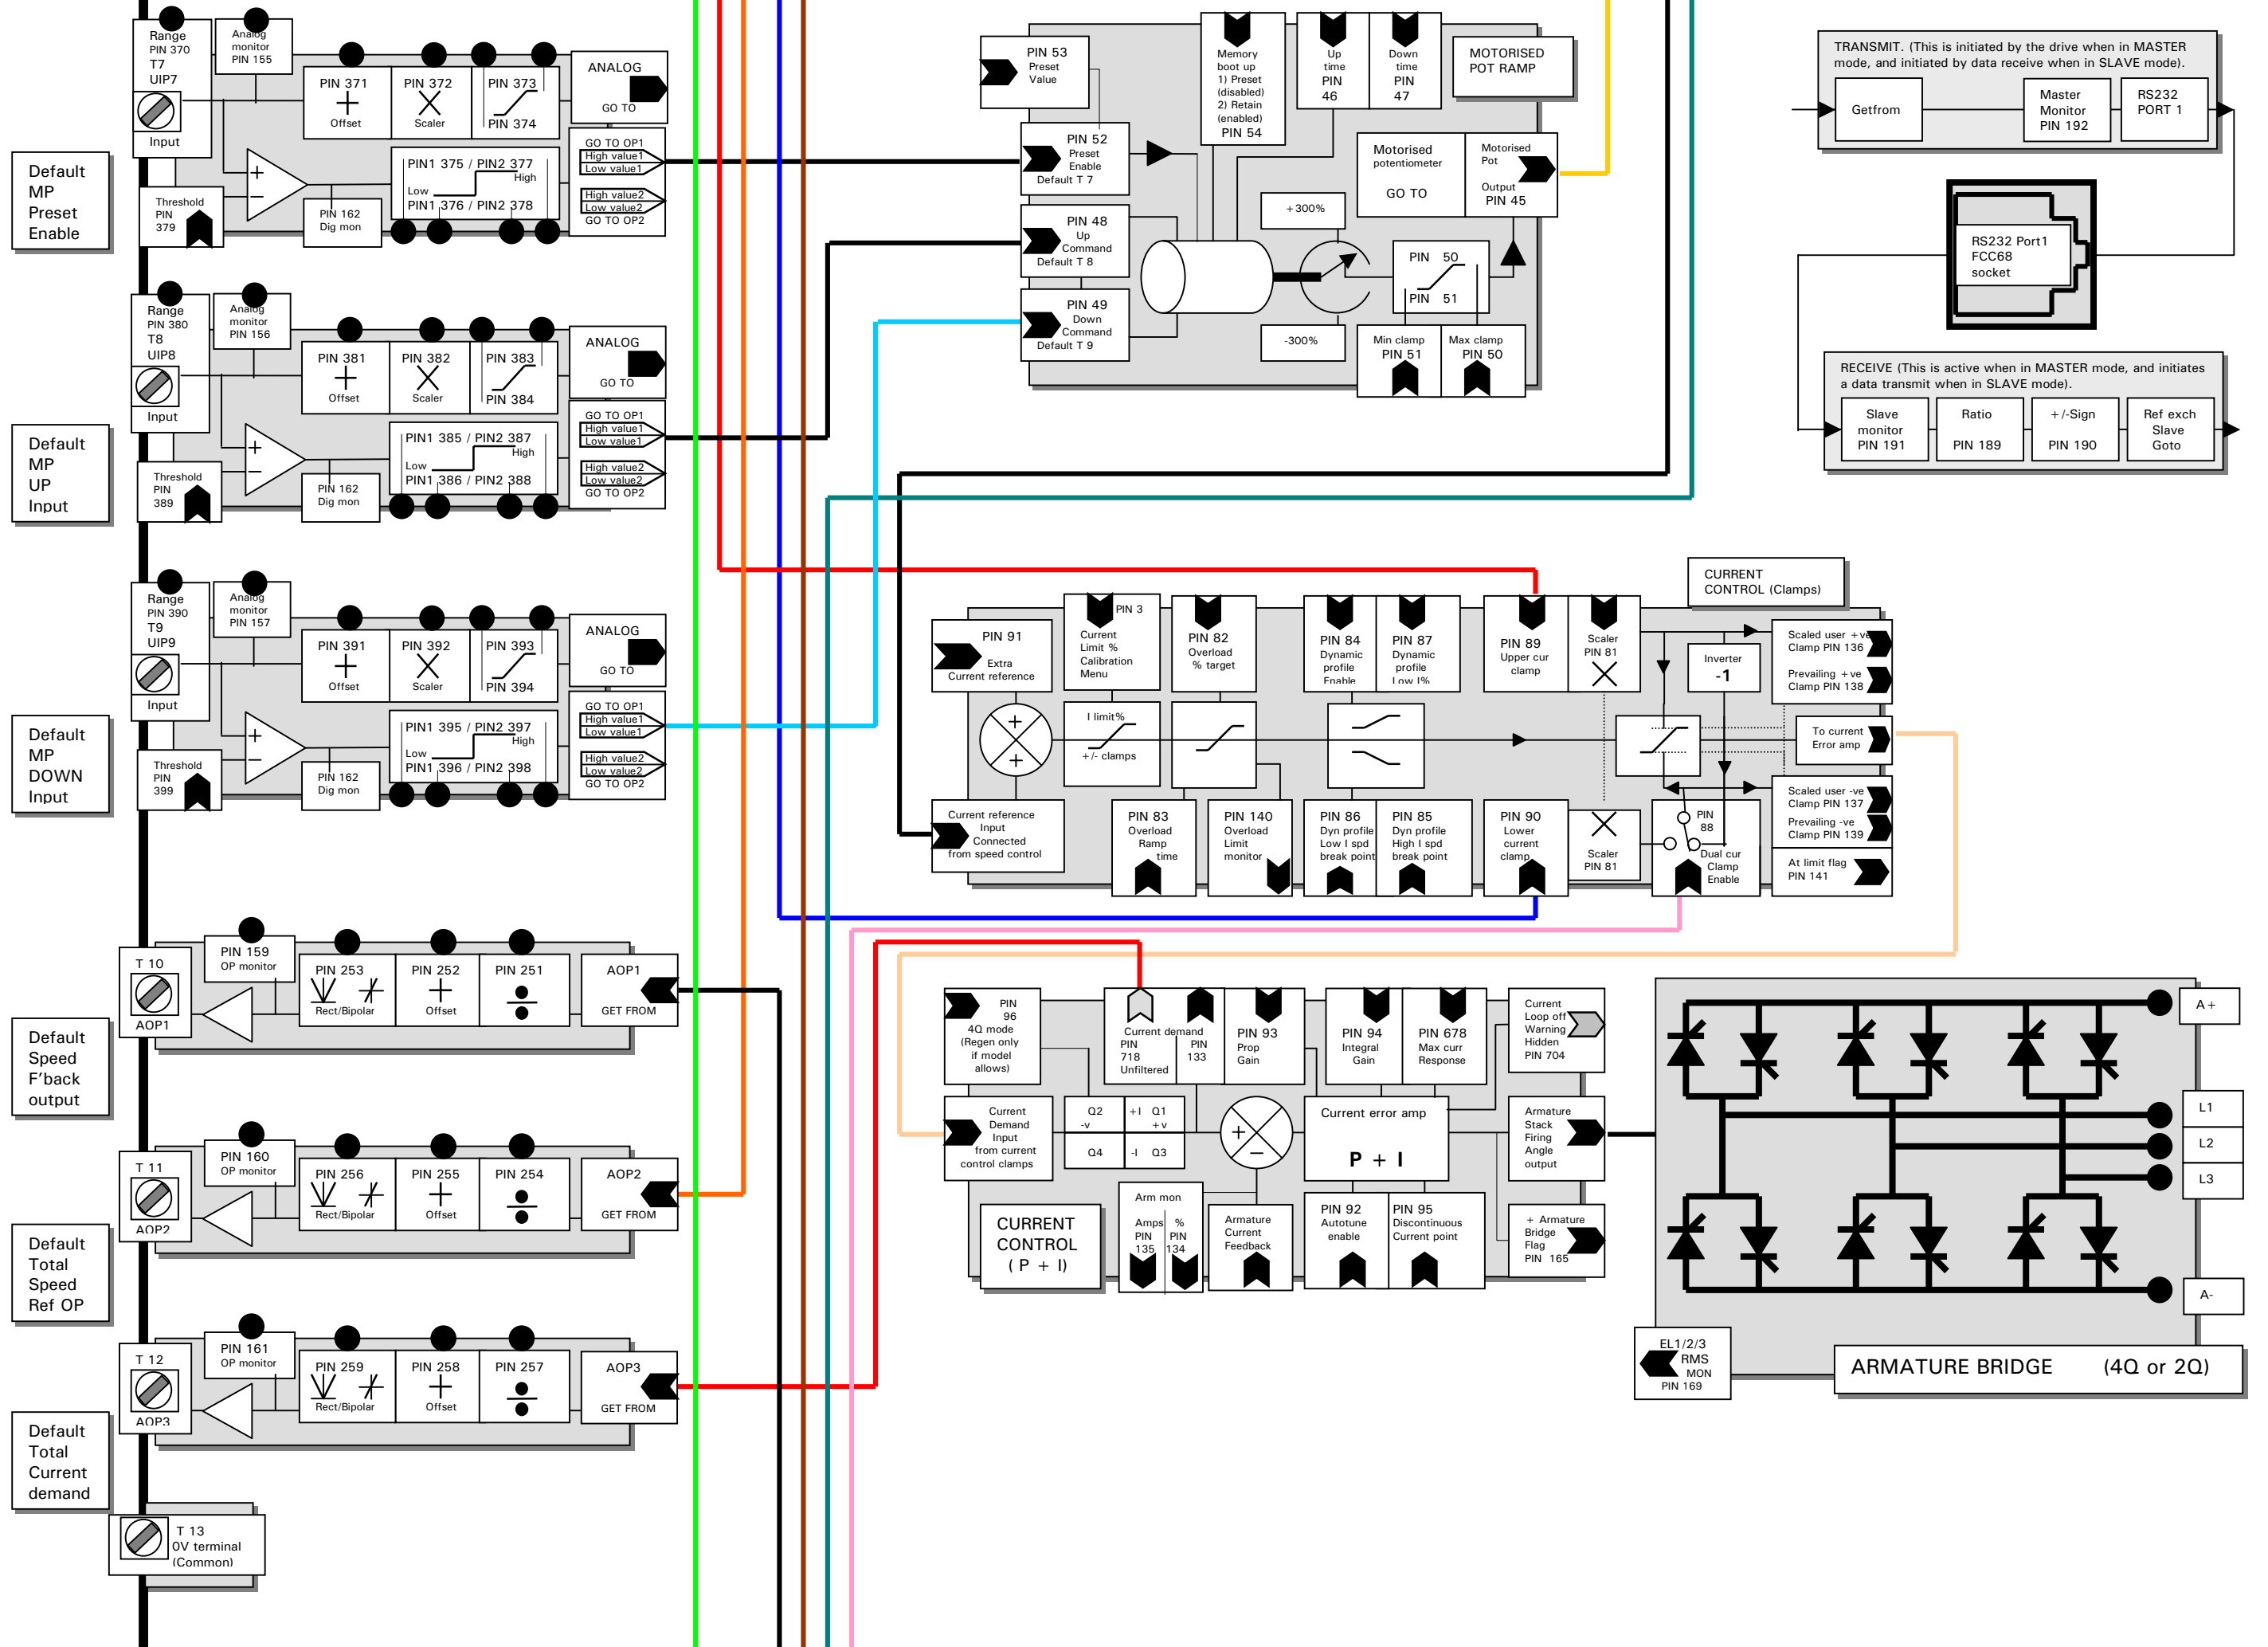 Range
PIN 370
T7
UIP7
Input
Analog
monitor
PIN 155
PIN 371
+
Offset
PIN 372
Scaler
PIN 373
PIN 374
ANALOG
GO TO
Default
MP
Preset
Enable
Threshold
PIN
379
+
−
PIN 162
Dig mon
PIN1 375 / PIN2 377
Low
High
PIN1 376 / PIN2 378
GO TO OP1
High value1
Low value1
High value2
Low value2
GO TO OP2
Range
PIN 380
T8
UIP8
Input
Analog
monitor
PIN 156
PIN 381
+
Offset
PIN 382
Scaler
PIN 383
PIN 384
ANALOG
GO TO
Default
MP
UP
Input
Threshold
PIN
389
+
−
PIN 162
Dig mon
PIN1 385 / PIN2 387
Low
High
PIN1 386 / PIN2 388
GO TO OP1
High value1
Low value1
High value2
Low value2
GO TO OP2
Range
PIN 390
T9
UIP9
Input
Analog
monitor
PIN 157
PIN 391
+
Offset
PIN 392
Scaler
PIN 393
PIN 394
ANALOG
GO TO
Default
MP
DOWN
Input
Threshold
PIN
399
+
−
PIN 162
Dig mon
PIN1 395 / PIN2 397
Low
High
PIN1 396 / PIN2 398
GO TO OP1
High value1
Low value1
High value2
Low value2
GO TO OP2
T 10
AOP1
PIN 159
OP monitor
PIN 253
Rect/Bipolar
PIN 252
+
Offset
PIN 251
AOP1
GET FROM
Default
Speed
F'back
output
T 11
AOP2
PIN 160
OP monitor
PIN 256
Rect/Bipolar
PIN 255
+
Offset
PIN 254
AOP2
GET FROM
Default
Total
Speed
Ref OP
T 12
AOP3
PIN 161
OP monitor
PIN 259
Rect/Bipolar
PIN 258
+
Offset
PIN 257
AOP3
GET FROM
Default
Total
Current
demand
T 13
0V terminal
(Common)
PIN 53
Preset
Value
Memory
boot up
1) Preset
(disabled)
2) Retain
(enabled)
PIN 54
Up
time
PIN
46
Down
time
PIN
47
MOTORISED
POT RAMP
PIN 52
Preset
Enable
Default T 7
PIN 48
Up
Command
Default T 8
PIN 49
Down
Command
Default T 9
+300%
-300%
Motorised
potentiometer
GO TO
Motorised
Pot
Output
PIN 45
PIN 50
PIN 51
Min clamp
PIN 51
Max clamp
PIN 50
TRANSMIT. (This is initiated by the drive when in MASTER
mode, and initiated by data receive when in SLAVE mode).
Getfrom
Master
Monitor
PIN 192
RS232
PORT 1
RS232 Port1
FCC68
socket
RECEIVE (This is active when in MASTER mode, and initiates
a data transmit when in SLAVE mode).
Slave
monitor
PIN 191
Ratio
PIN 189
+/-Sign
PIN 190
Ref exch
Slave
Goto
CURRENT
CONTROL (Clamps)
PIN 91
Extra
Current reference
PIN 3
Current
Limit %
Calibration
Menu
PIN 82
Overload
% target
PIN 84
Dynamic
profile
Enable
PIN 87
Dynamic
profile
Low I%
PIN 89
Upper cur
clamp
Scaler
PIN 81
Inverter
-1
Scaled user +ve
Clamp PIN 136
Prevailing +ve
Clamp PIN 138
I limit%
+/- clamps
To current
Error amp
Current reference
Input
Connected
from speed control
PIN 83
Overload
Ramp
time
PIN 140
Overload
Limit
monitor
PIN 86
Dyn profile
Low I spd
break point
PIN 85
Dyn profile
High I spd
break point
PIN 90
Lower
current
clamp
Scaler
PIN 81
PIN
88
Dual cur
Clamp
Enable
Scaled user -ve
Clamp PIN 137
Prevailing -ve
Clamp PIN 139
At limit flag
PIN 141
PIN
96
4Q mode
(Regen only
if model
allows)
Current demand
PIN
718
Unfiltered
PIN
133
PIN 93
Prop
Gain
PIN 94
Integral
Gain
PIN 678
Max curr
Response
Current
Loop off
Warning
Hidden
PIN 704
Current
Demand
Input
from current
control clamps
Q2
-v
+I Q1
+v
Q4
-I Q3
+
−
Current error amp
P + I
Armature
Stack
Firing
Angle
output
CURRENT
CONTROL
( P + I)
Arm mon
Amps
PIN
135
%
PIN
134
Armature
Current
Feedback
PIN 92
Autotune
enable
PIN 95
Discontinuous
Current point
+ Armature
Bridge
Flag
PIN 165
A+
L1
L2
L3
A-
EL1/2/3
RMS
MON
PIN 169
ARMATURE BRIDGE (4Q or 2Q)